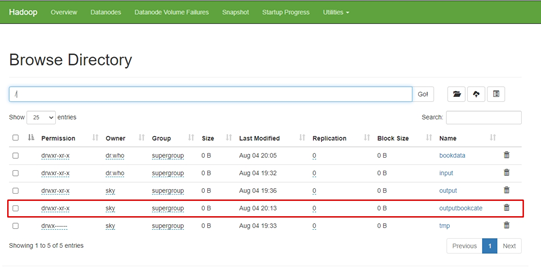 Hadoop Overview Datanodes Datanode Volume Failures Snapshot Startup Progress Utilities
Browse Directory
/ Go!
Show 25 entries Search:
Permission Owner Group Size Last Modified Replication Block Size Name
drwxr-xr-x dr.who supergroup 0 B Aug 04 20:05 0 0 B bookdata
drwxr-xr-x dr.who supergroup 0 B Aug 04 19:32 0 0 B input
drwxr-xr-x sky supergroup 0 B Aug 04 19:36 0 0 B output
drwxr-xr-x sky supergroup 0 B Aug 04 20:13 0 0 B outputbookcate
drwx------ sky supergroup 0 B Aug 04 19:33 0 0 B tmp
Showing 1 to 5 of 5 entries Previous 1 Next